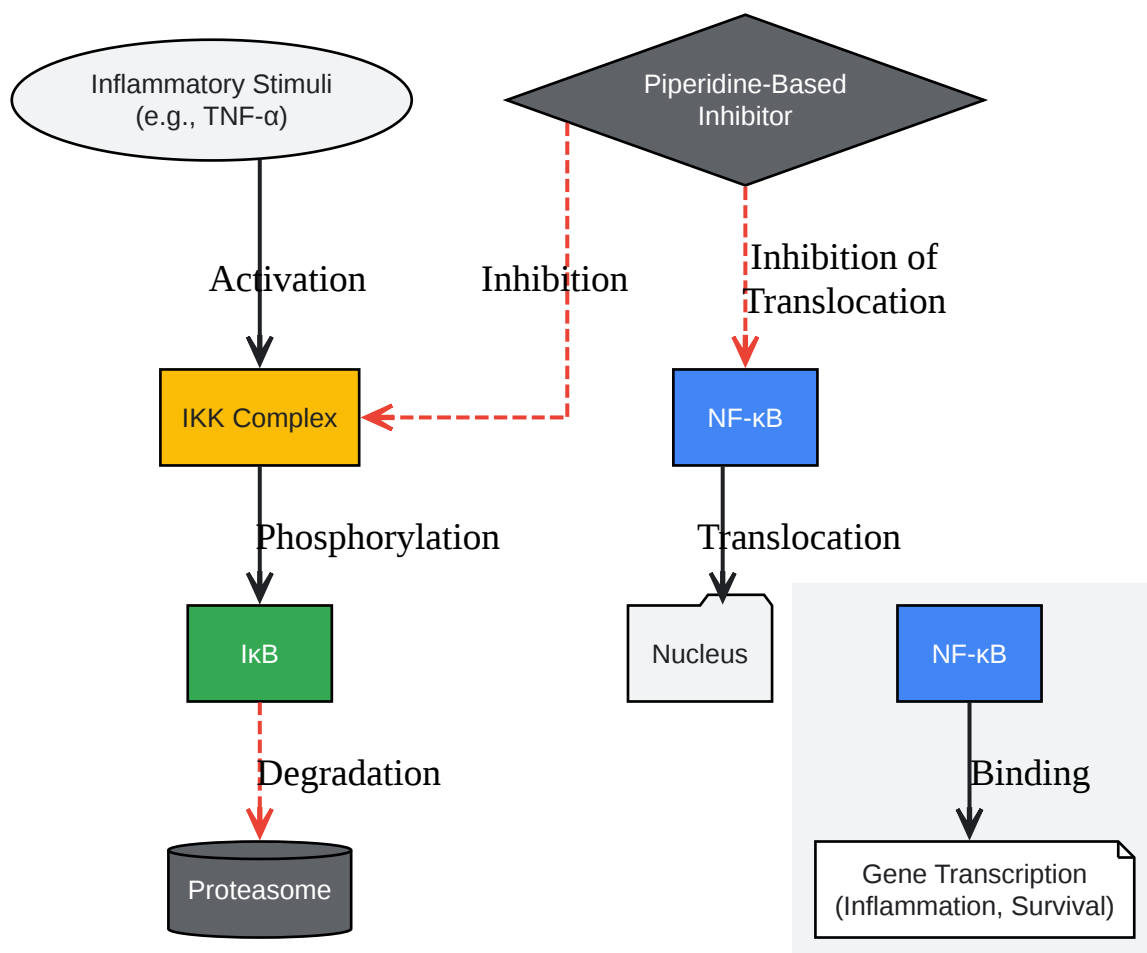 Inflammatory Stimuli
(e.g., TNF-α)
Piperidine-Based
Inhibitor
Activation
Inhibition
Inhibition of
Translocation
IKK Complex
NF-κB
Phosphorylation
Translocation
IκB
Nucleus
NF-κB
Degradation
Binding
Proteasome
Gene Transcription
(Inflammation, Survival)